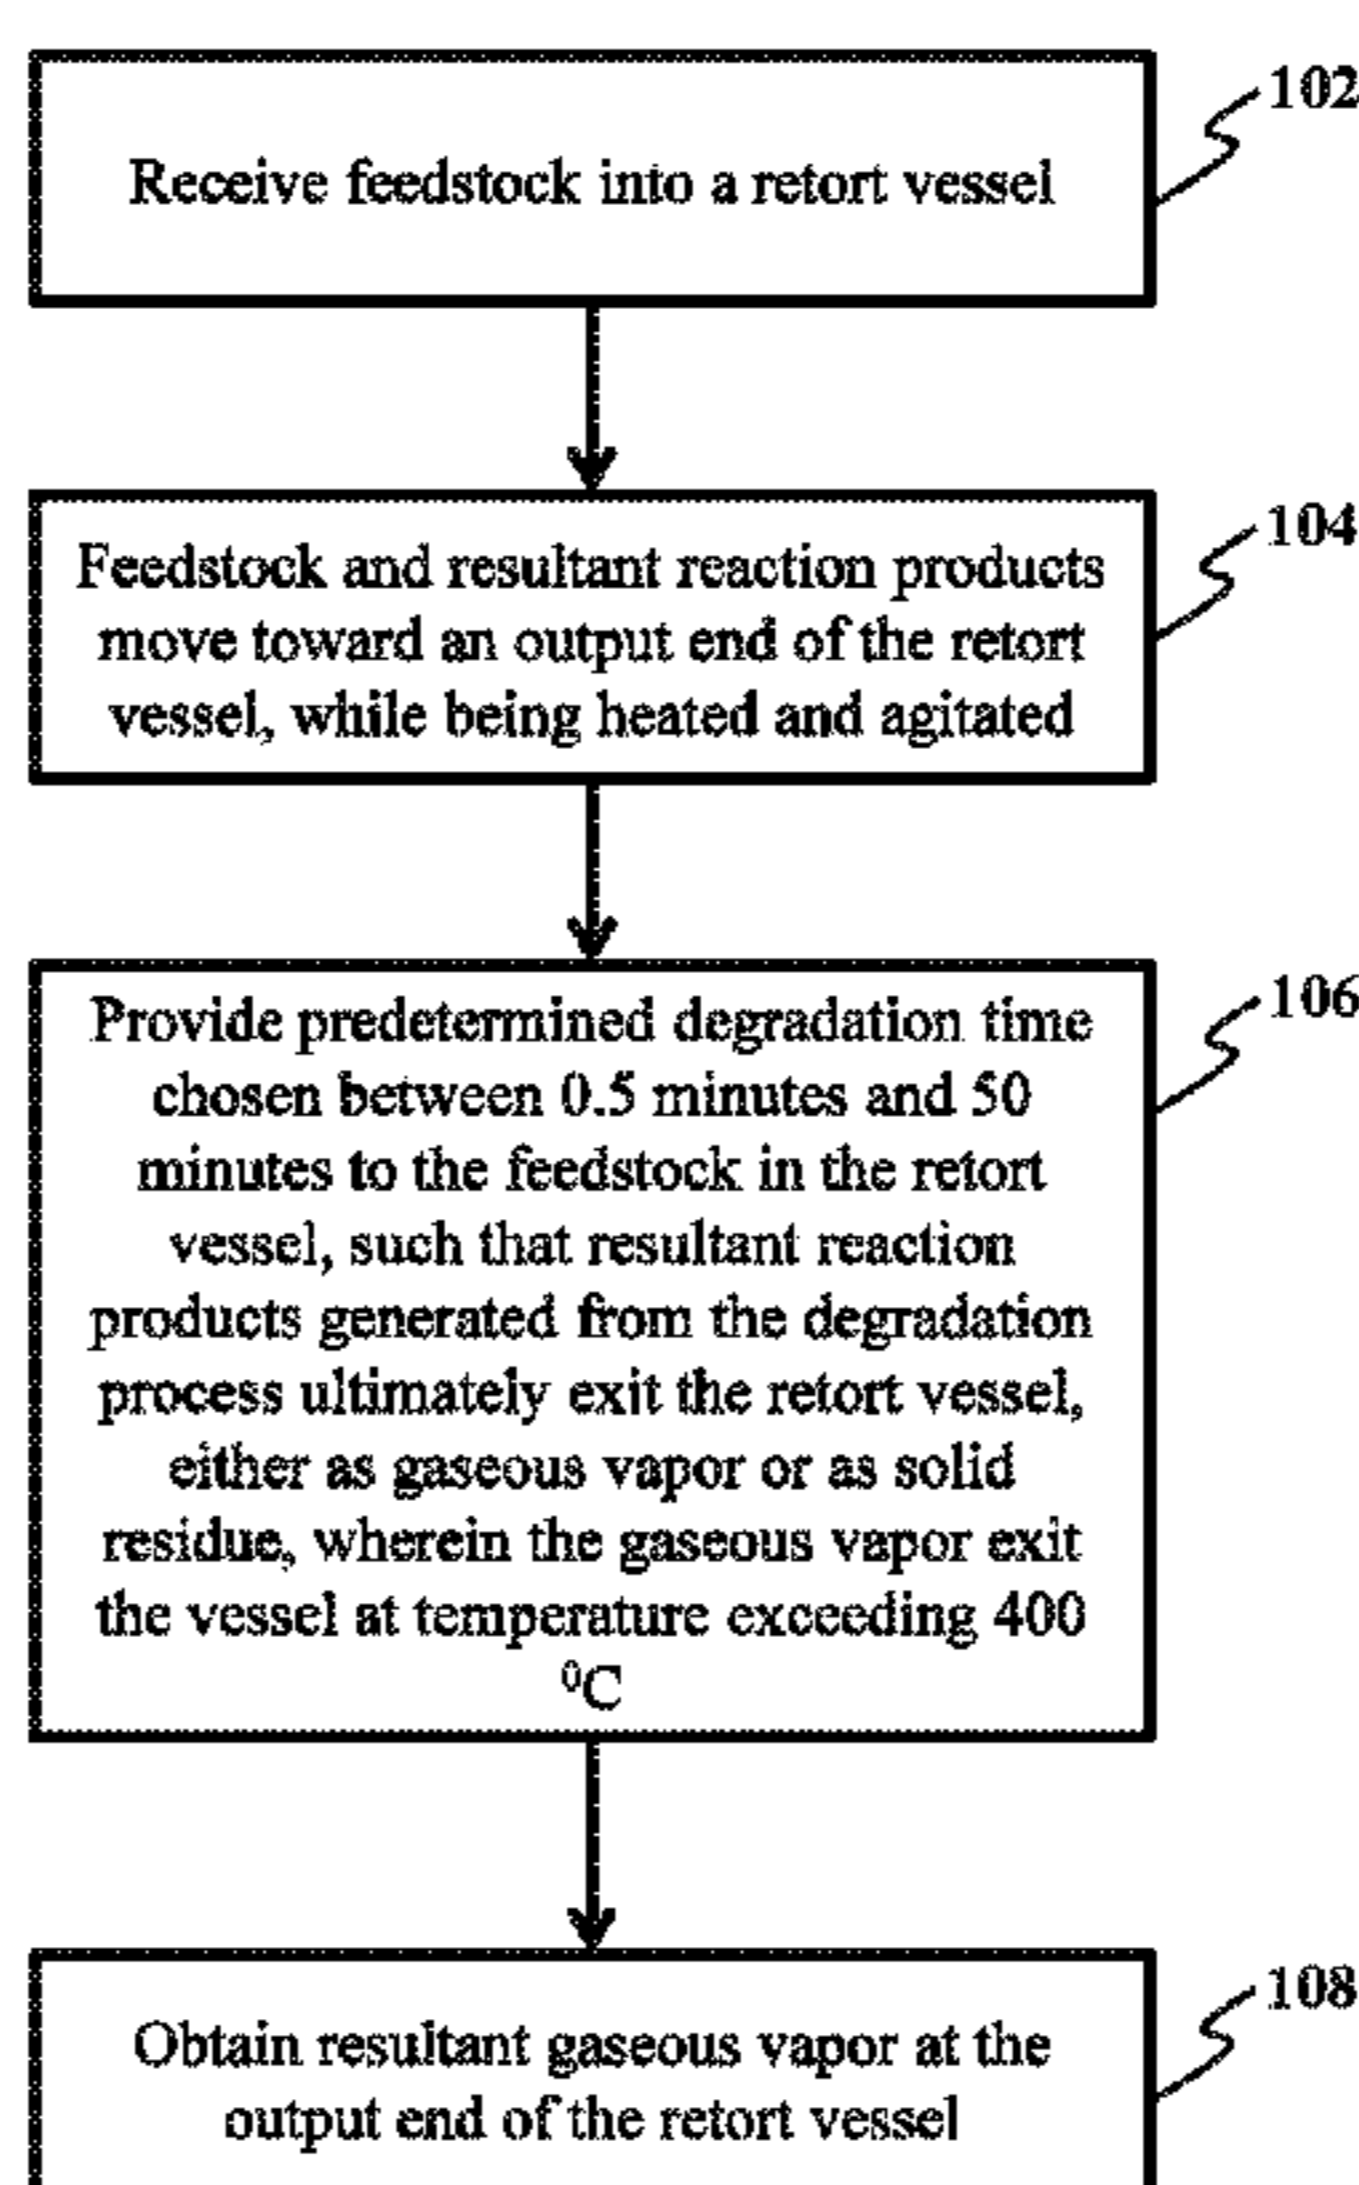 102
Receive feedstock into a retort vessel
104
Feedstock and resultant reaction products
move toward an output end of the retort
vessel, while being heated and agitated
106
Provide predetermined degradation time
chosen between 0.5 minutes and 50
minutes to the feedstock in the retort
vessel, such that resultant reaction
products generated from the degradation
process ultimately exit the retort vessel,
either as gaseous vapor or as solid
residue, wherein the gaseous vapor exit
the vessel at temperature exceeding 400
⁰C
108
Obtain resultant gaseous vapor at the
output end of the retort vessel